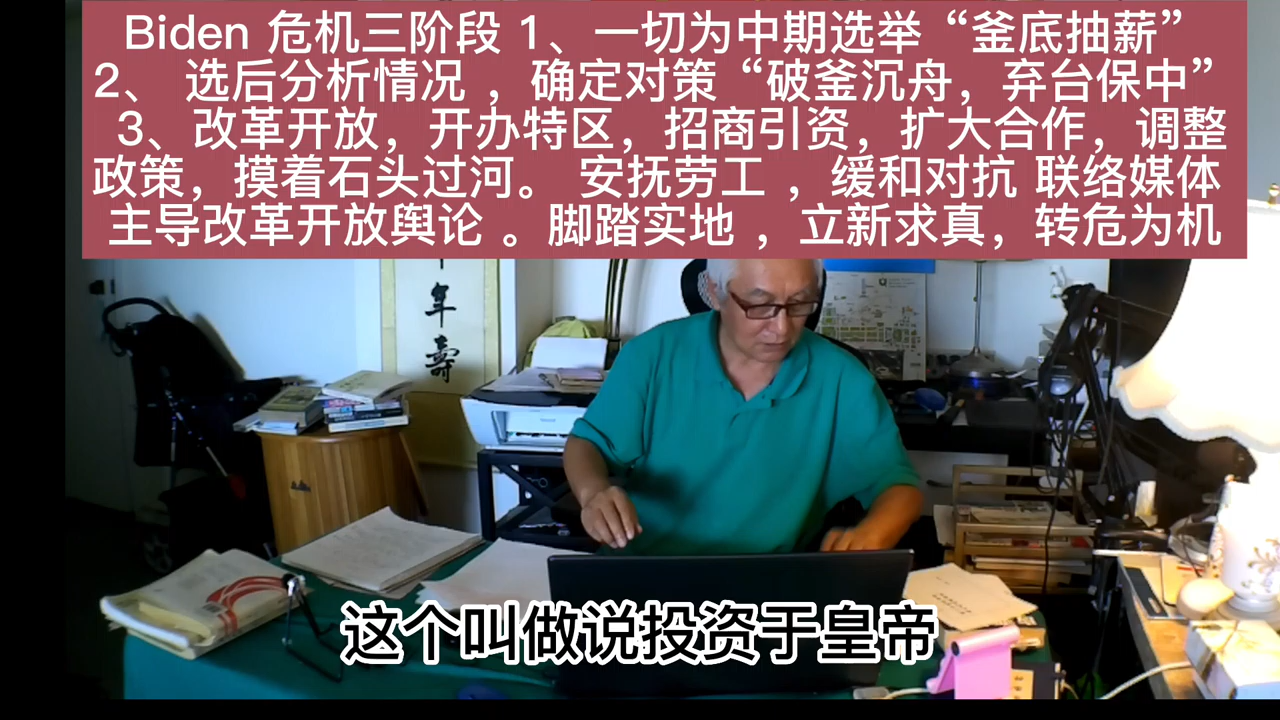 Biden 危机三阶段 1、一切为中期选举“釜底抽薪”
2、 选后分析情况 ，确定对策“破釜沉舟，弃台保中”
3、改革开放，开办特区，招商引资，扩大合作，调整
政策，摸着石头过河。 安抚劳工 ，缓和对抗 联络媒体
主导改革开放舆论 。脚踏实地 ，立新求真，转危为机
年
寿
这个叫做说投资于皇帝